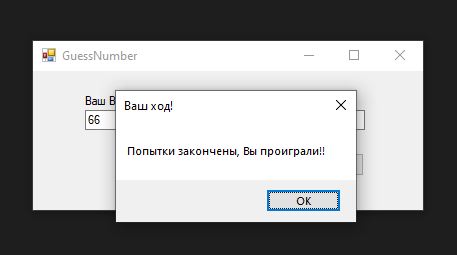 GuessNumber
Ваш ход!
Ваш В
66
Попытки закончены, Вы проиграли!!
OK